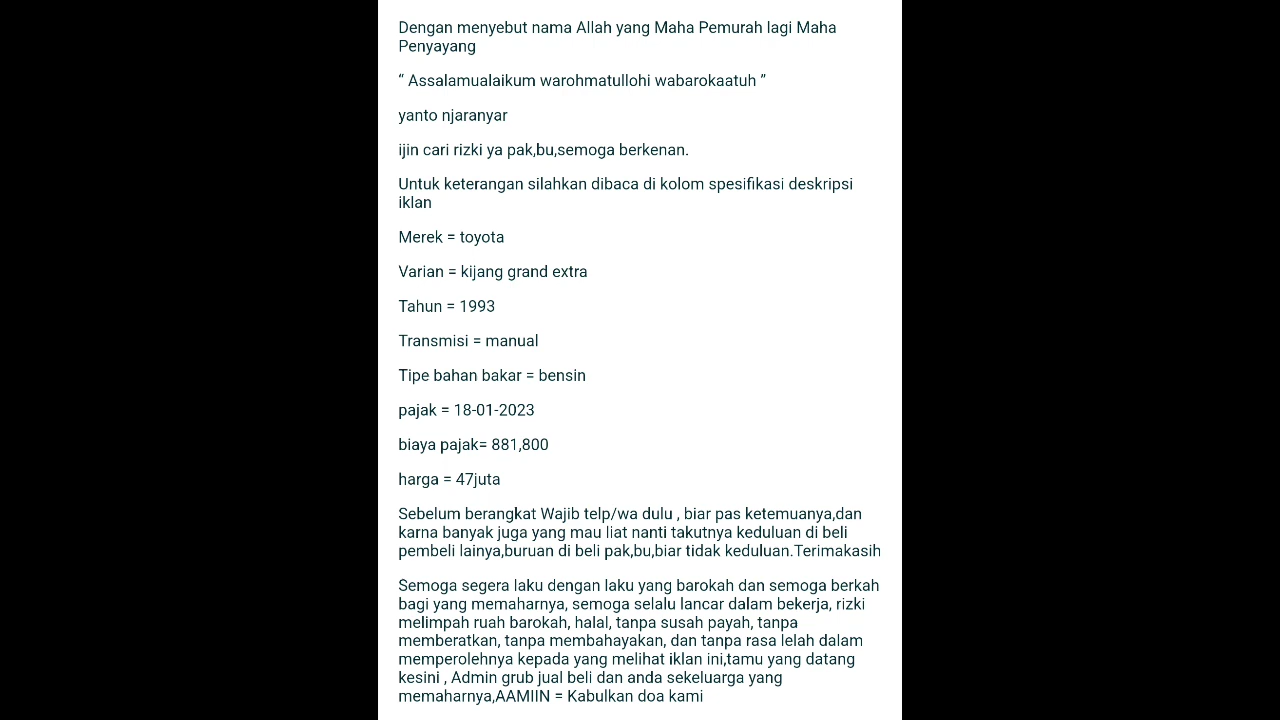 Dengan menyebut nama Allah yang Maha Pemurah lagi Maha
Penyayang
“ Assalamualaikum warohmatullohi wabarokaatuh ”
yanto njaranyar
ijin cari rizki ya pak,bu,semoga berkenan.
Untuk keterangan silahkan dibaca di kolom spesifikasi deskripsi
iklan
Merek = toyota
Varian = kijang grand extra
Tahun = 1993
Transmisi = manual
Tipe bahan bakar = bensin
pajak = 18-01-2023
biaya pajak= 881,800
harga = 47juta
Sebelum berangkat Wajib telp/wa dulu , biar pas ketemuanya,dan
karna banyak juga yang mau liat nanti takutnya keduluan di beli
pembeli lainya,buruan di beli pak,bu,biar tidak keduluan.Terimakasih
Semoga segera laku dengan laku yang barokah dan semoga berkah
bagi yang memaharnya, semoga selalu lancar dalam bekerja, rizki
melimpah ruah barokah, halal, tanpa susah payah, tanpa
memberatkan, tanpa membahayakan, dan tanpa rasa lelah dalam
memperolehnya kepada yang melihat iklan ini,tamu yang datang
kesini , Admin grub jual beli dan anda sekeluarga yang
memaharnya,AAMIIN = Kabulkan doa kami